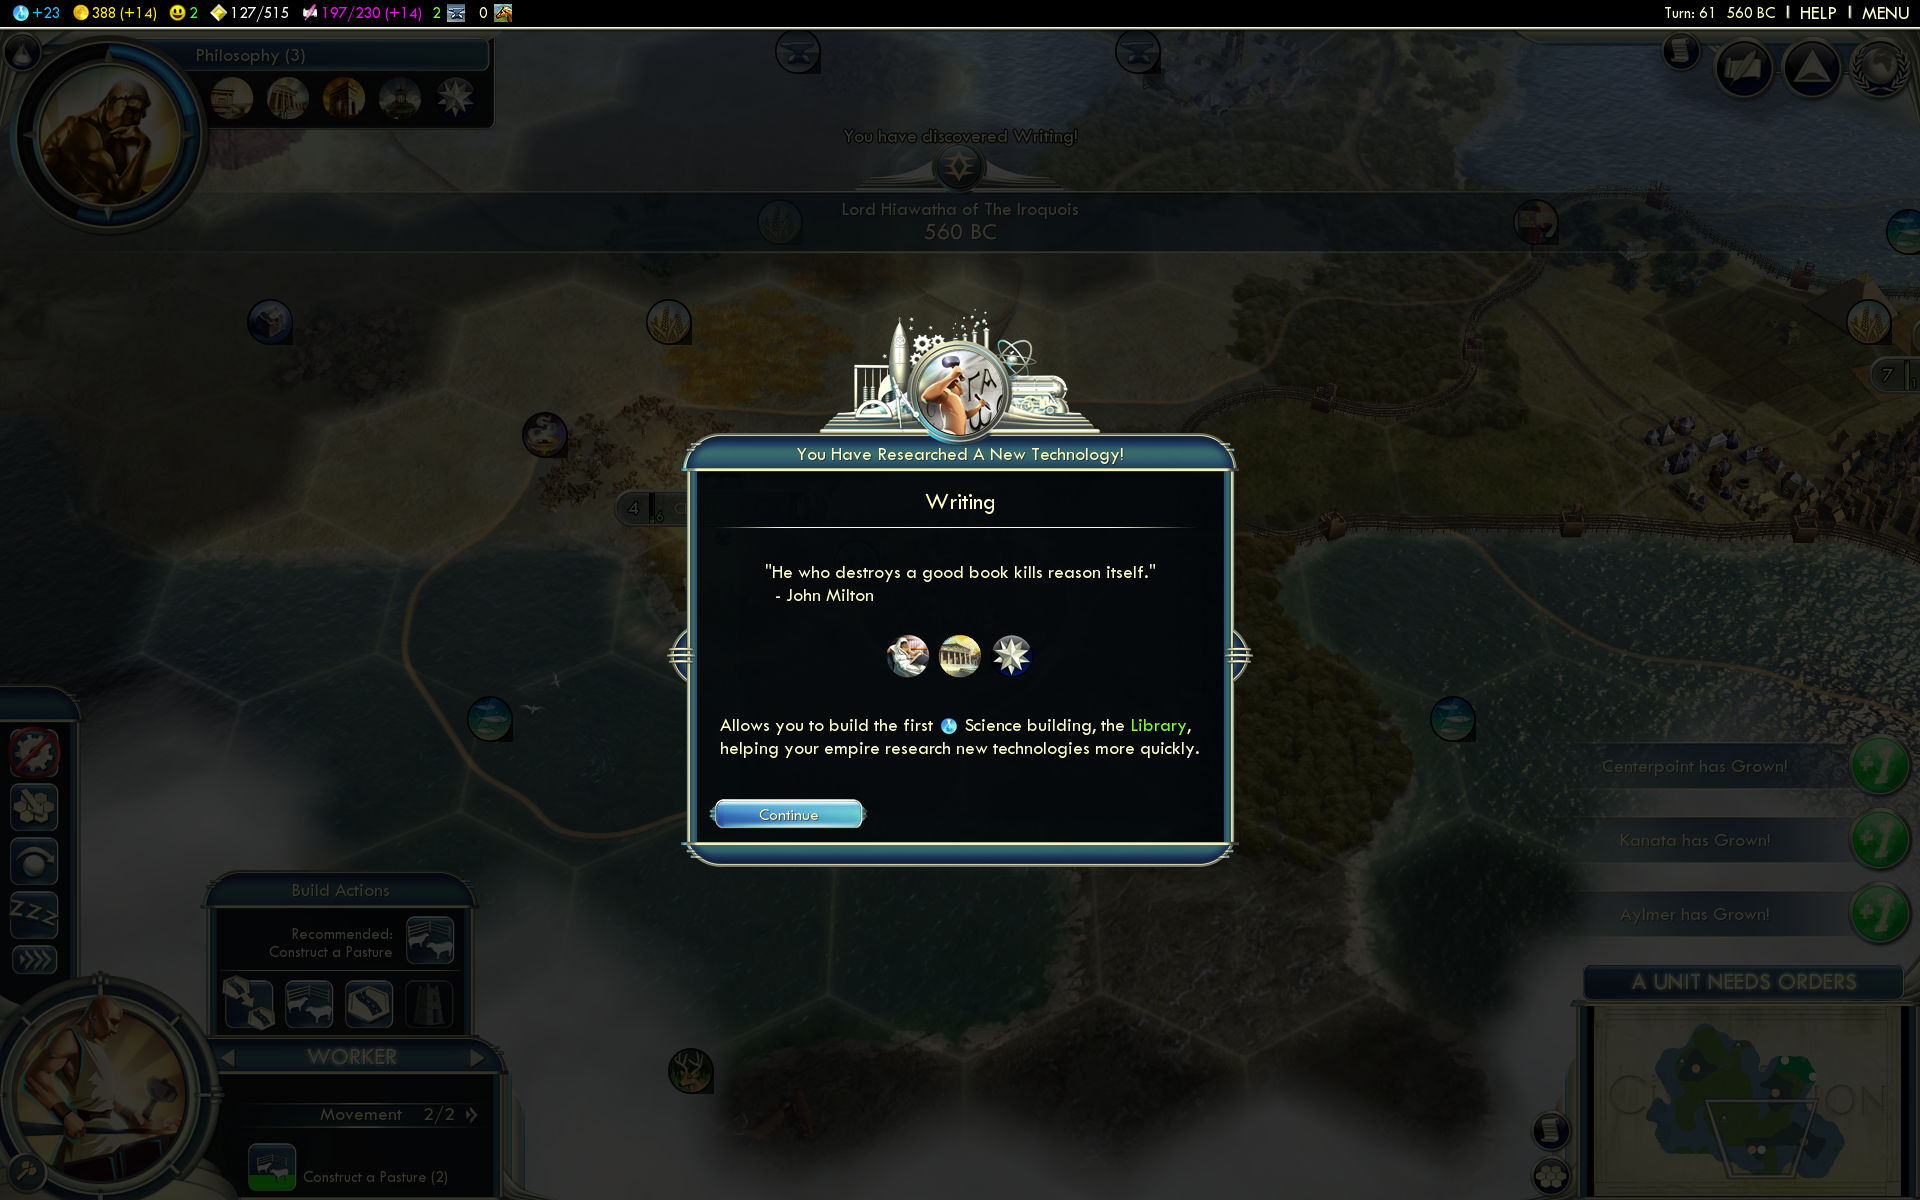 +23 388 (+14) 2 127/515 197/230 (+14) 2 0 Turn: 61 560 BC HELP MENU
Philosophy (3)
You have discovered Writing!
Lord Hiawatha of The Iroquois
560 BC
7
4
You Have Researched A New Technology!
Writing
"He who destroys a good book kills reason itself."
- John Milton
Allows you to build the first Science building, the Library,
helping your empire research new technologies more quickly.
Continue
Centerpoint has Grown!
Kanata has Grown!
Aylmer has Grown!
A UNIT NEEDS ORDERS
Build Actions
Recommended:
Construct a Pasture
WORKER
Movement 2/2
Construct a Pasture (2)